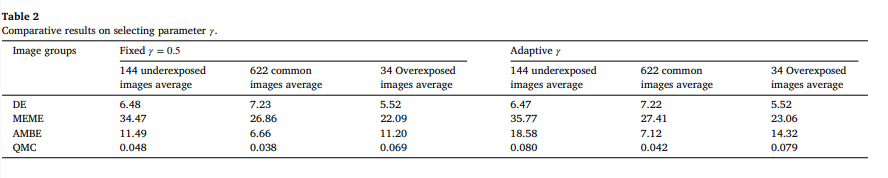 Table 2
Comparative results on selecting parameter γ.
Image groups Fixed γ = 0.5 Adaptive γ
144 underexposed images average 622 common images average 34 Overexposed images average 144 underexposed images average 622 common images average 34 Overexposed images average
DE 6.48 7.23 5.52 6.47 7.22 5.52
MEME 34.47 26.86 22.09 35.77 27.41 23.06
AMBE 11.49 6.66 11.20 18.58 7.12 14.32
QMC 0.048 0.038 0.069 0.080 0.042 0.079